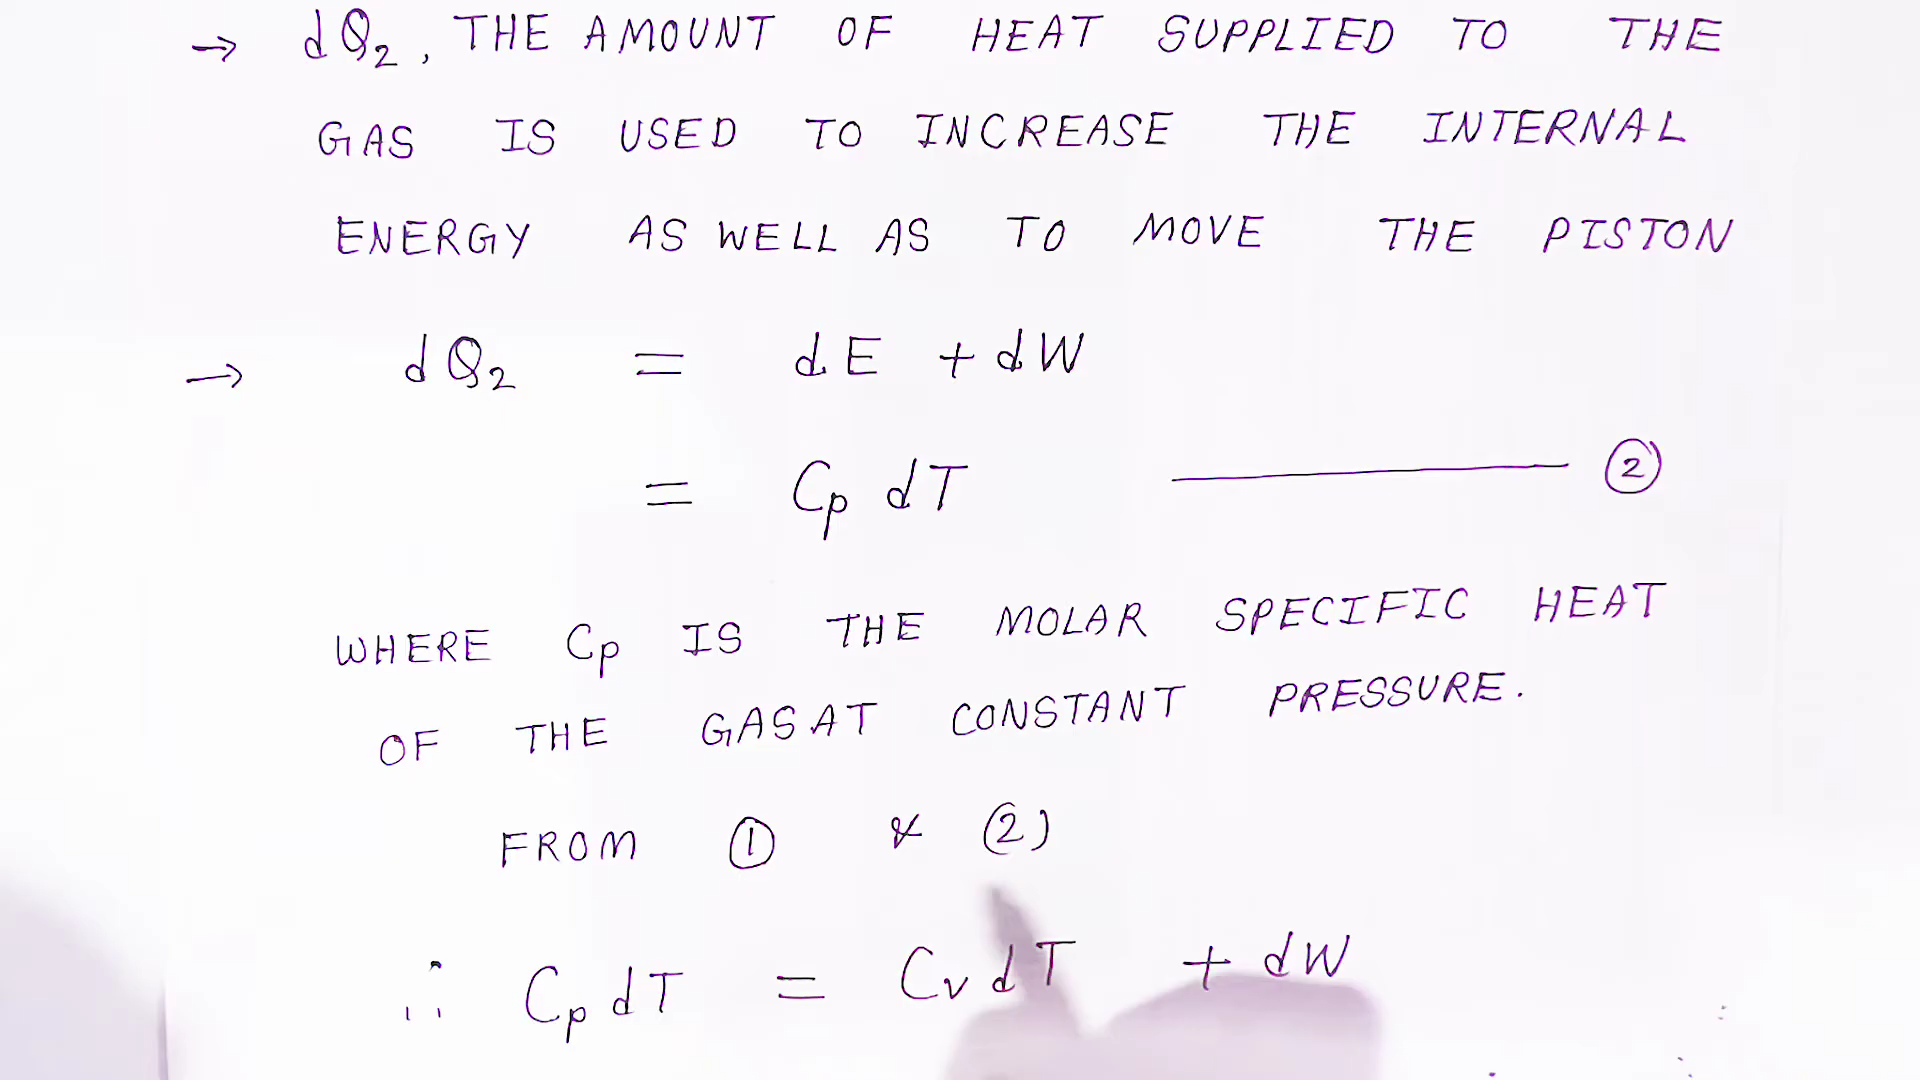 → dQ₂, THE AMOUNT OF HEAT SUPPLIED TO THE
GAS IS USED TO INCREASE THE INTERNAL
ENERGY AS WELL AS TO MOVE THE PISTON
→ dQ₂ = dE + dW
= Cp dT ——— ②
WHERE Cp IS THE MOLAR SPECIFIC HEAT
OF THE GAS AT CONSTANT PRESSURE.
FROM ① & ②
∴ Cp dT = Cv dT + dW